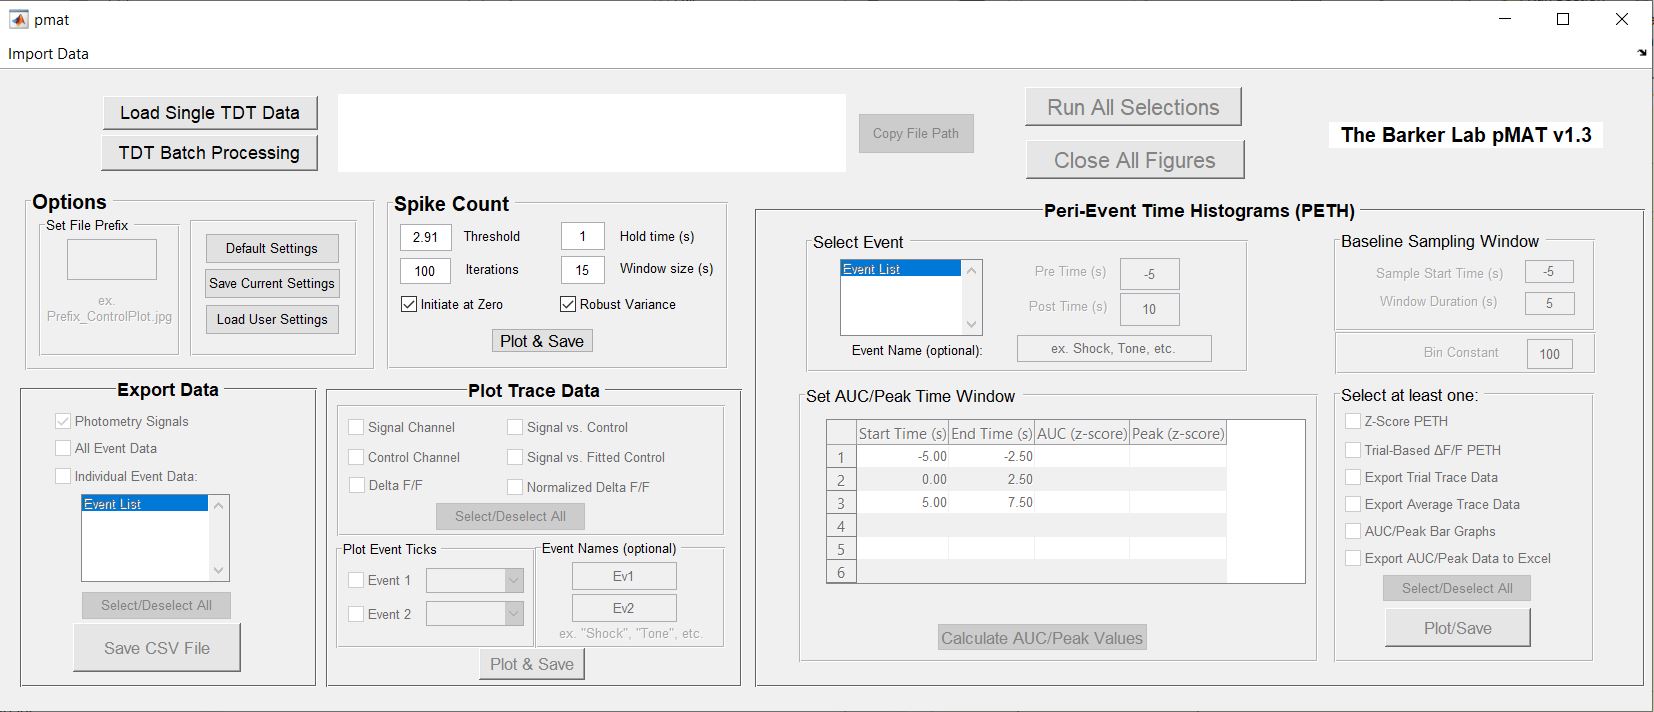 pmat
Import Data
Load Single TDT Data
TDT Batch Processing
Copy File Path
Run All Selections
Close All Figures
The Barker Lab pMAT v1.3
Options
Set File Prefix
ex.
Prefix_ControlPlot.jpg
Default Settings
Save Current Settings
Load User Settings
Spike Count
2.91 Threshold 1 Hold time (s)
100 Iterations 15 Window size (s)
Initiate at Zero Robust Variance
Plot & Save
Export Data
Photometry Signals
All Event Data
Individual Event Data:
Event List
Select/Deselect All
Save CSV File
Plot Trace Data
Signal Channel Signal vs. Control
Control Channel Signal vs. Fitted Control
Delta F/F Normalized Delta F/F
Select/Deselect All
Plot Event Ticks
Event 1
Event 2
Event Names (optional)
Ev1
Ev2
ex. "Shock", "Tone", etc.
Plot & Save
Peri-Event Time Histograms (PETH)
Select Event
Event List
Pre Time (s) -5
Post Time (s) 10
Event Name (optional): ex. Shock, Tone, etc.
Baseline Sampling Window
Sample Start Time (s) -5
Window Duration (s) 5
Bin Constant 100
Set AUC/Peak Time Window
Start Time (s) End Time (s) AUC (z-score) Peak (z-score)
1 -5.00 -2.50
2 0.00 2.50
3 5.00 7.50
4
5
6
Calculate AUC/Peak Values
Select at least one:
Z-Score PETH
Trial-Based ΔF/F PETH
Export Trial Trace Data
Export Average Trace Data
AUC/Peak Bar Graphs
Export AUC/Peak Data to Excel
Select/Deselect All
Plot/Save